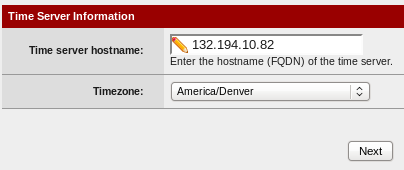 Time Server Information
Time server hostname: 132.194.10.82
Enter the hostname (FQDN) of the time server.
Timezone: America/Denver
Next